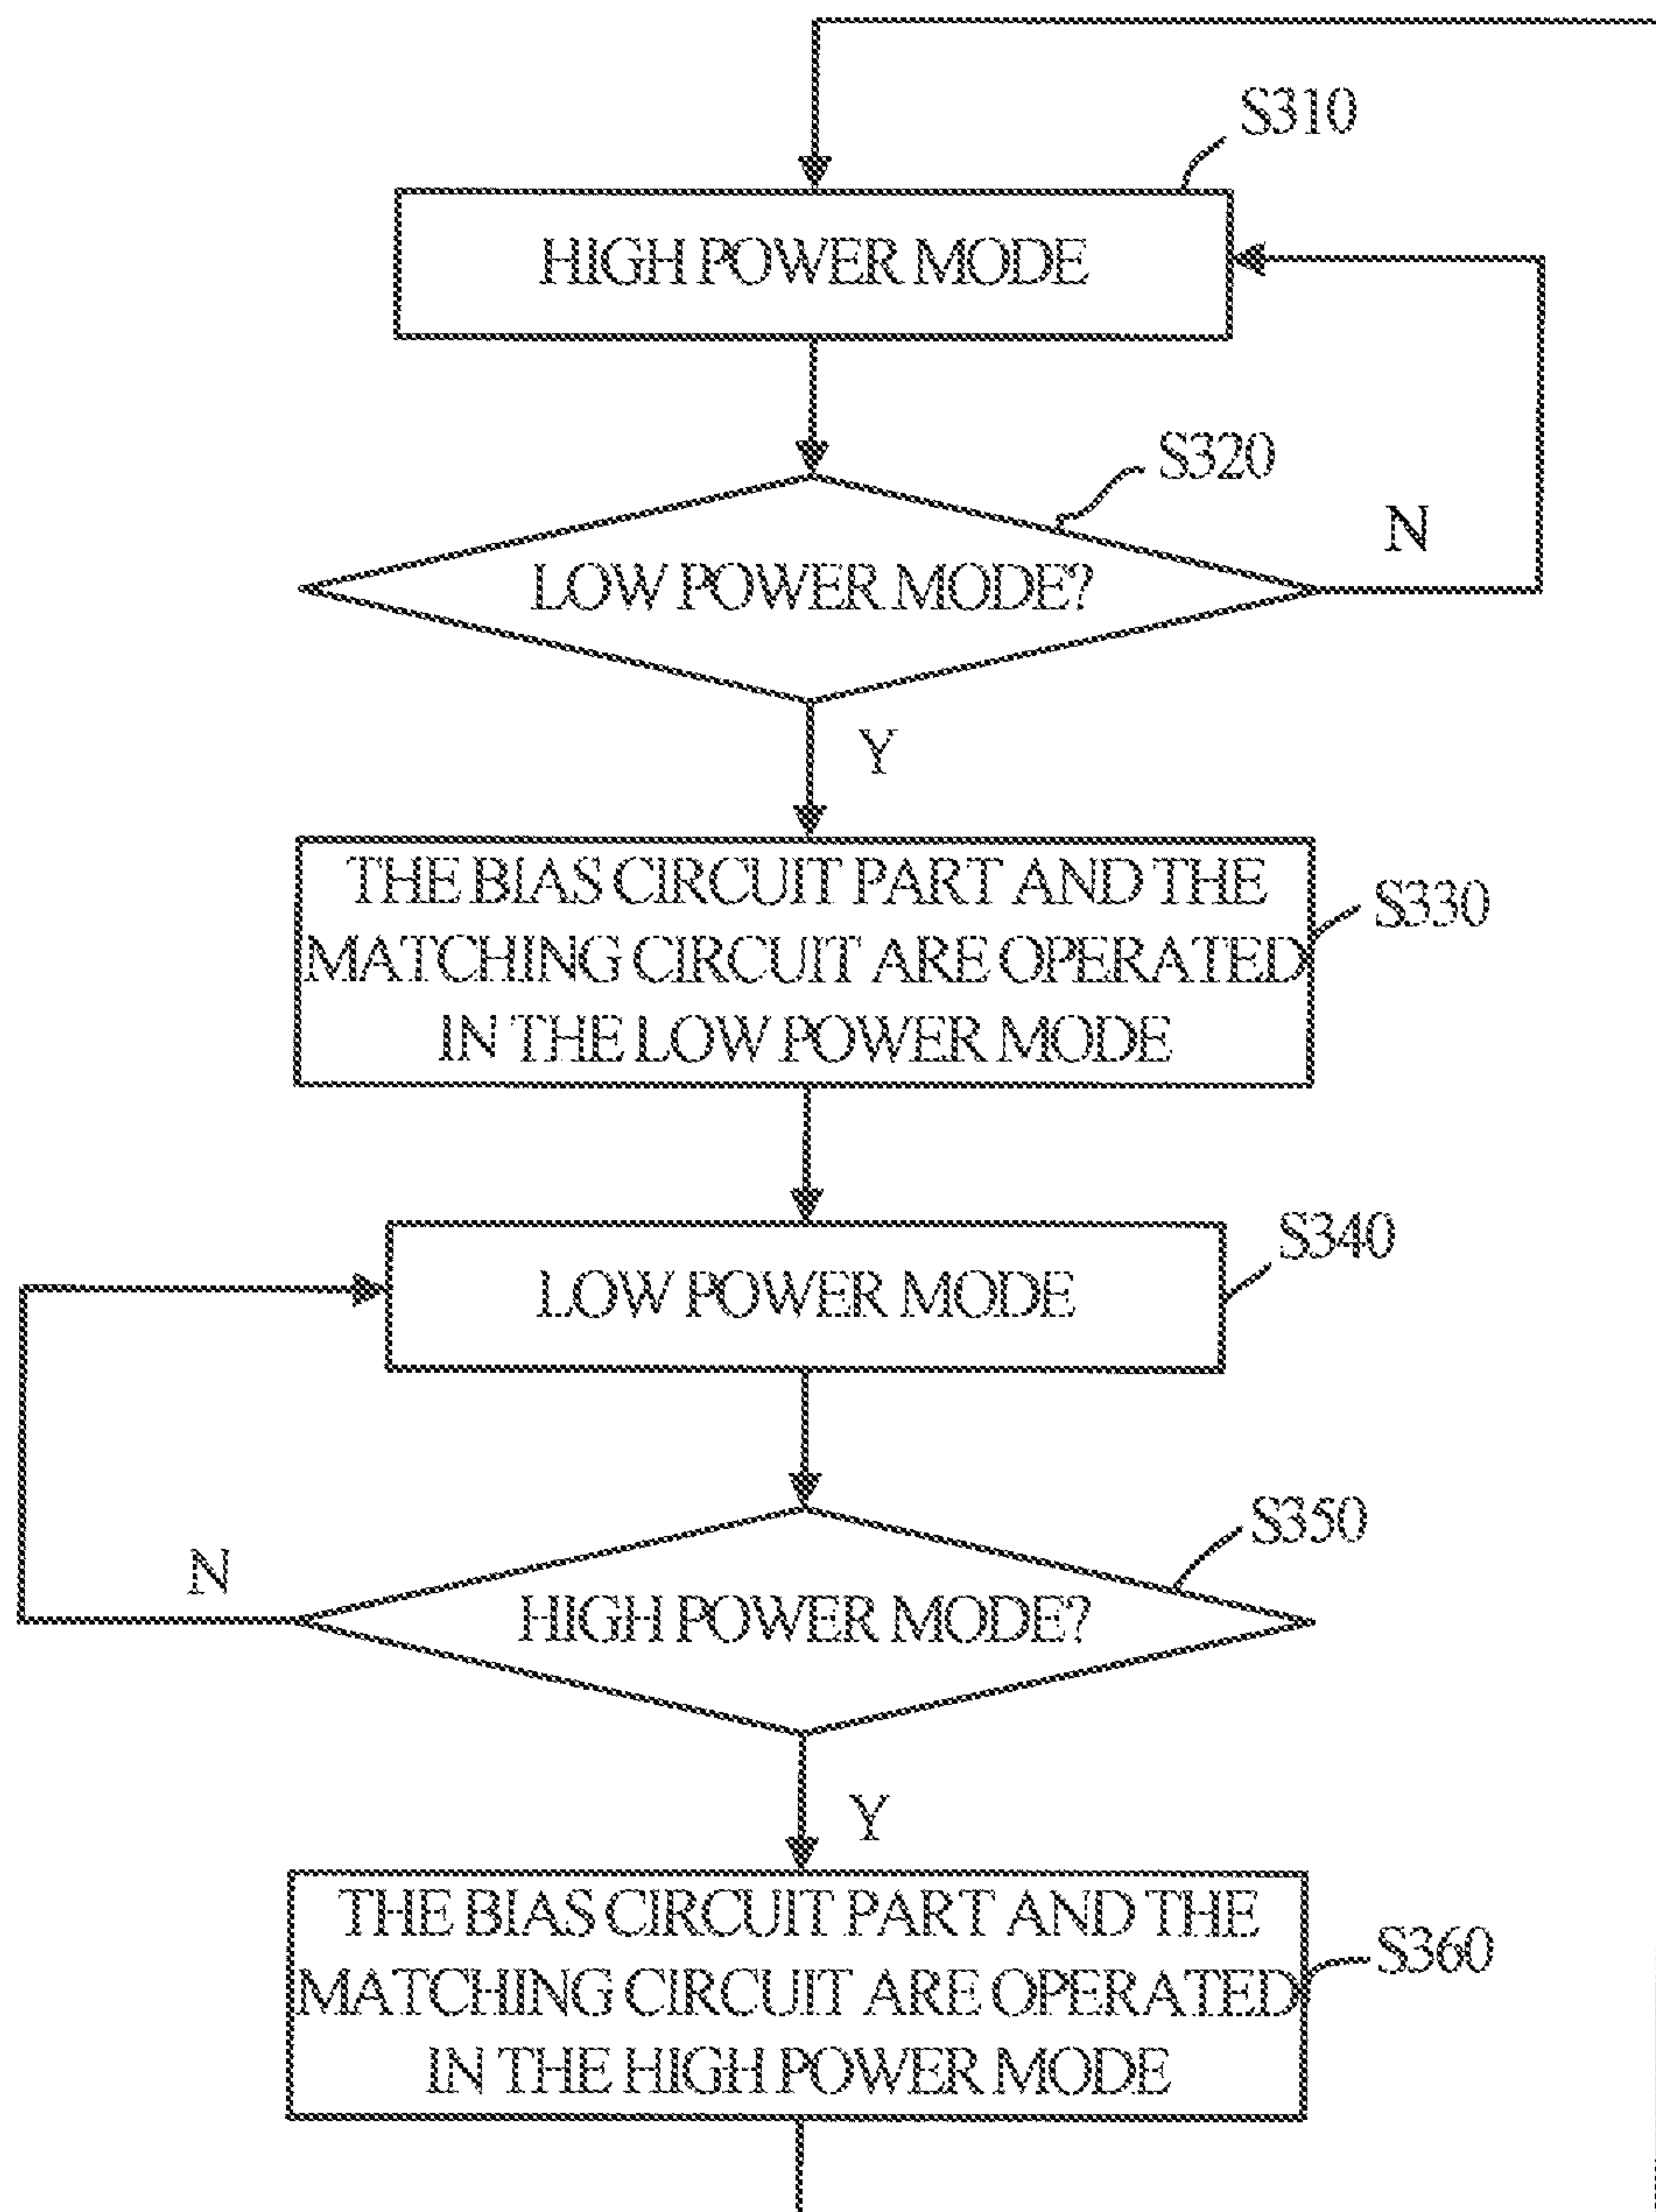 S310
HIGH POWER MODE
S320
N
LOW POWER MODE?
Y
THE BIAS CIRCUIT PART AND THE
MATCHING CIRCUIT ARE OPERATED
IN THE LOW POWER MODE
S330
S340
LOW POWER MODE
S350
N
HIGH POWER MODE?
Y
THE BIAS CIRCUIT PART AND THE
MATCHING CIRCUIT ARE OPERATED
IN THE HIGH POWER MODE
S360